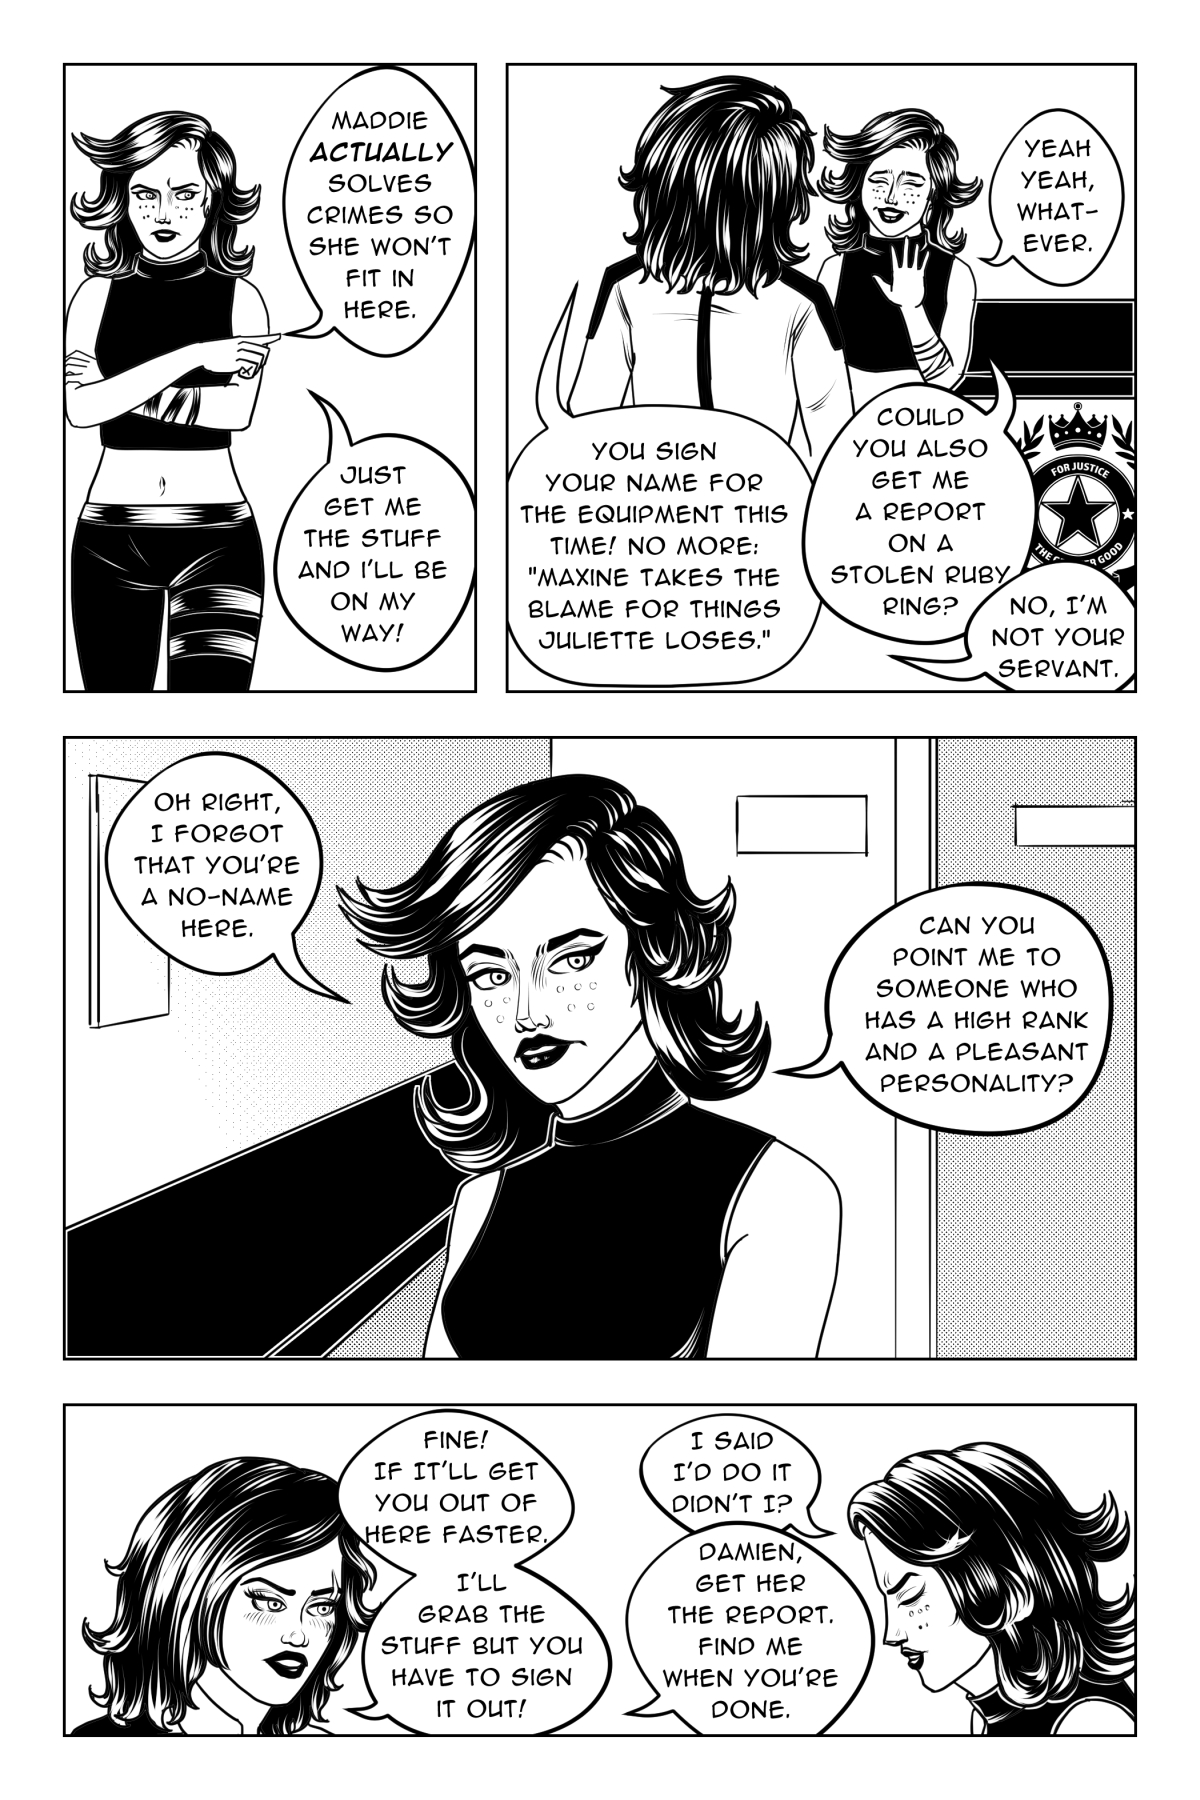 MADDIE
ACTUALLY
SOLVES
CRIMES SO
SHE WON'T
FIT IN
HERE.
JUST
GET ME
THE STUFF
AND I'LL BE
ON MY
WAY!
YEAH
YEAH,
WHAT-
EVER.
YOU SIGN
YOUR NAME FOR
THE EQUIPMENT THIS
TIME! NO MORE:
"MAXINE TAKES THE
BLAME FOR THINGS
JULIETTE LOSES."
COULD
YOU ALSO
GET ME
A REPORT
ON A
STOLEN RUBY
RING?
FOR JUSTICE
THE GOOD
NO, I'M
NOT YOUR
SERVANT.
OH RIGHT,
I FORGOT
THAT YOU'RE
A NO-NAME
HERE.
CAN YOU
POINT ME TO
SOMEONE WHO
HAS A HIGH RANK
AND A PLEASANT
PERSONALITY?
FINE!
IF IT'LL GET
YOU OUT OF
HERE FASTER.
I'LL
GRAB THE
STUFF BUT YOU
HAVE TO SIGN
IT OUT!
I SAID
I'D DO IT
DIDN'T I?
DAMIEN,
GET HER
THE REPORT.
FIND ME
WHEN YOU'RE
DONE.